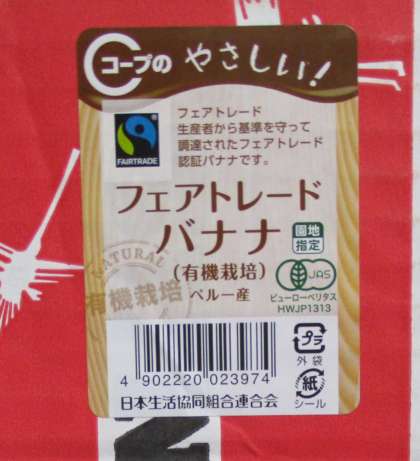 コープの やさしい!
フェアトレード
生産者から基準を守って
調達されたフェアトレード
認証バナナです。
FAIRTRADE
フェアトレード
バナナ
園地
指定
(有機栽培)
ペルー産
NATURAL
有機栽培
JAS
ビューローベリタス
HWJP1313
プラ
外袋
紙
シール
4 902220 023974
日本生活協同組合連合会